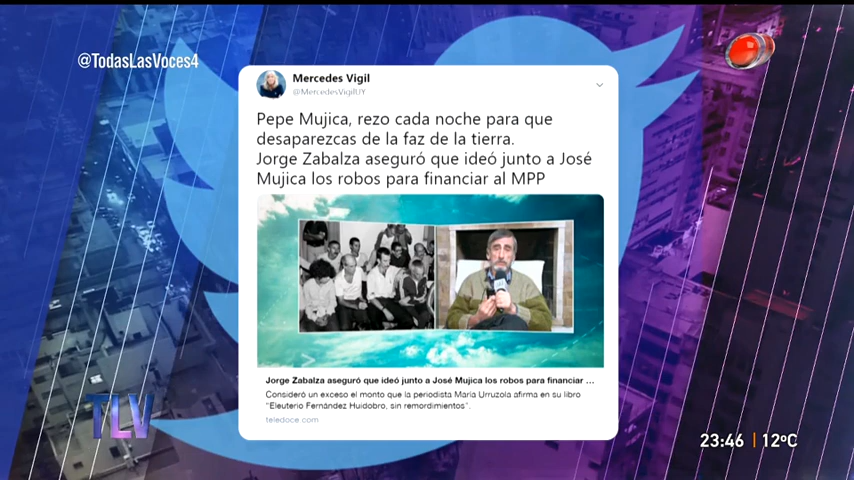 @TodasLasVoces4
Mercedes Vigil
@MercedesVigilUY
Pepe Mujica, rezo cada noche para que
desaparezcas de la faz de la tierra.
Jorge Zabalza aseguró que ideó junto a José
Mujica los robos para financiar al MPP
Jorge Zabalza aseguró que ideó junto a José Mujica los robos para financiar ...
Consideró un exceso el monto que la periodista María Urruzola afirma en su libro
"Eleuterio Fernández Huidobro, sin remordimientos".
teledoce.com
TLV
23:46 | 12ºC